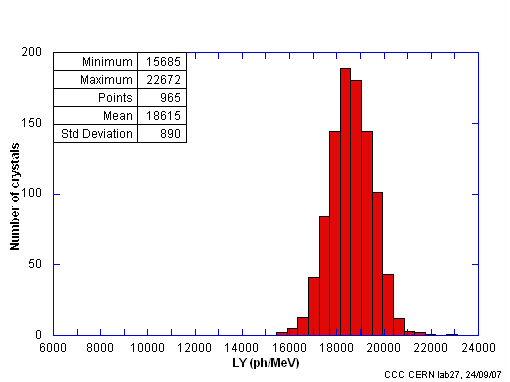 200
150
100
50
0
Number of crystals
Minimum 15685
Maximum 22672
Points 965
Mean 18615
Std Deviation 890
6000 8000 10000 12000 14000 16000 18000 20000 22000 24000
LY (ph/MeV)
CCC CERN lab27, 24/09/07